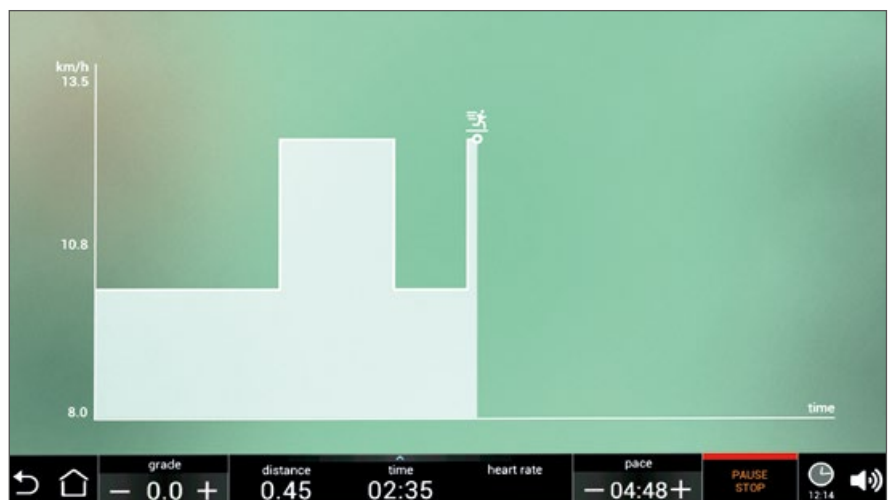 km/h
13.5
10.8
8.0
time
grade
− 0.0 +
distance
0.45
time
02:35
heart rate
pace
− 04:48 +
PAUSE
STOP
12:14